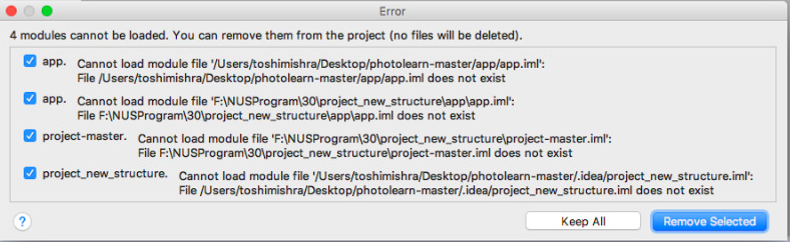 Error
4 modules cannot be loaded. You can remove them from the project (no files will be deleted).
app. Cannot load module file '/Users/toshimishra/Desktop/photolearn-master/app/app.iml':
File /Users/toshimishra/Desktop/photolearn-master/app/app.iml does not exist
app. Cannot load module file 'F:\NUSProgram\30\project_new_structure\app\app.iml':
File F:\NUSProgram\30\project_new_structure\app\app.iml does not exist
project-master. Cannot load module file 'F:\NUSProgram\30\project_new_structure\project-master.iml':
File F:\NUSProgram\30\project_new_structure\project-master.iml does not exist
project_new_structure. Cannot load module file '/Users/toshimishra/Desktop/photolearn-master/.idea/project_new_structure.iml':
File /Users/toshimishra/Desktop/photolearn-master/.idea/project_new_structure.iml does not exist
? Keep All Remove Selected